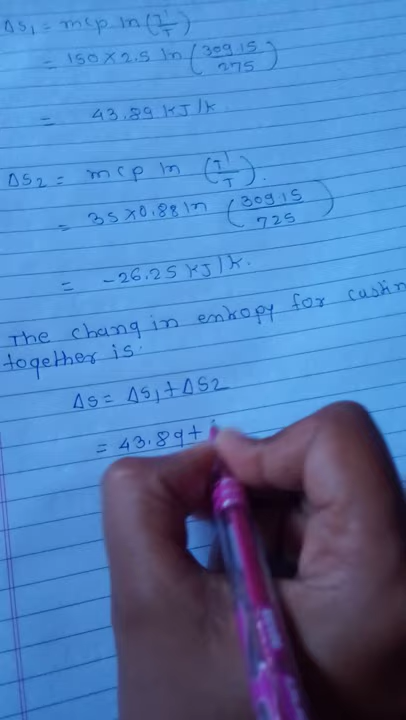 ΔS₁ = mcp ln (T'/T)
= 150 × 2.5 ln (309.15/275)
= 43.89 KJ/K
ΔS2 = mcp ln (T'/T).
= 35×0.88 ln (309.15/725)
= -26.25 KJ/K.
The chang in entropy for
together is.
ΔS = ΔS₁ + ΔS2
= 43.89+